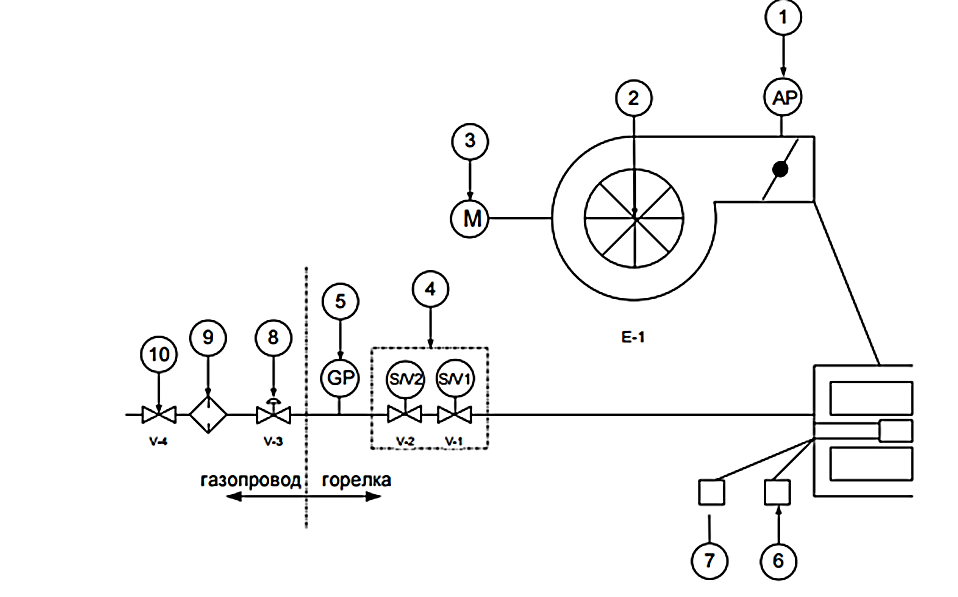 1
AP
2
3
M
E-1
4
5
8
9
10
GP
S/V2
S/V1
V-4
V-3
V-2
V-1
газопровод
горелка
7
6